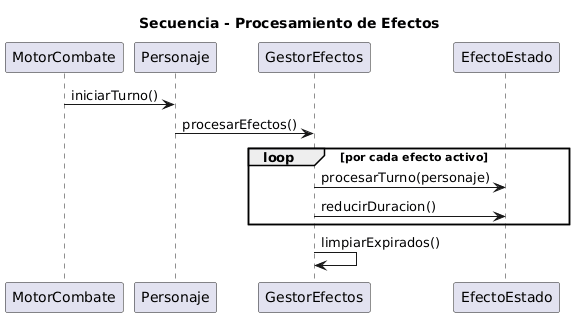 Secuencia - Procesamiento de Efectos
MotorCombate Personaje GestorEfectos EfectoEstado
iniciarTurno()
procesarEfectos()
loop [por cada efecto activo]
procesarTurno(personaje)
reducirDuracion()
limpiarExpirados()
MotorCombate Personaje GestorEfectos EfectoEstado